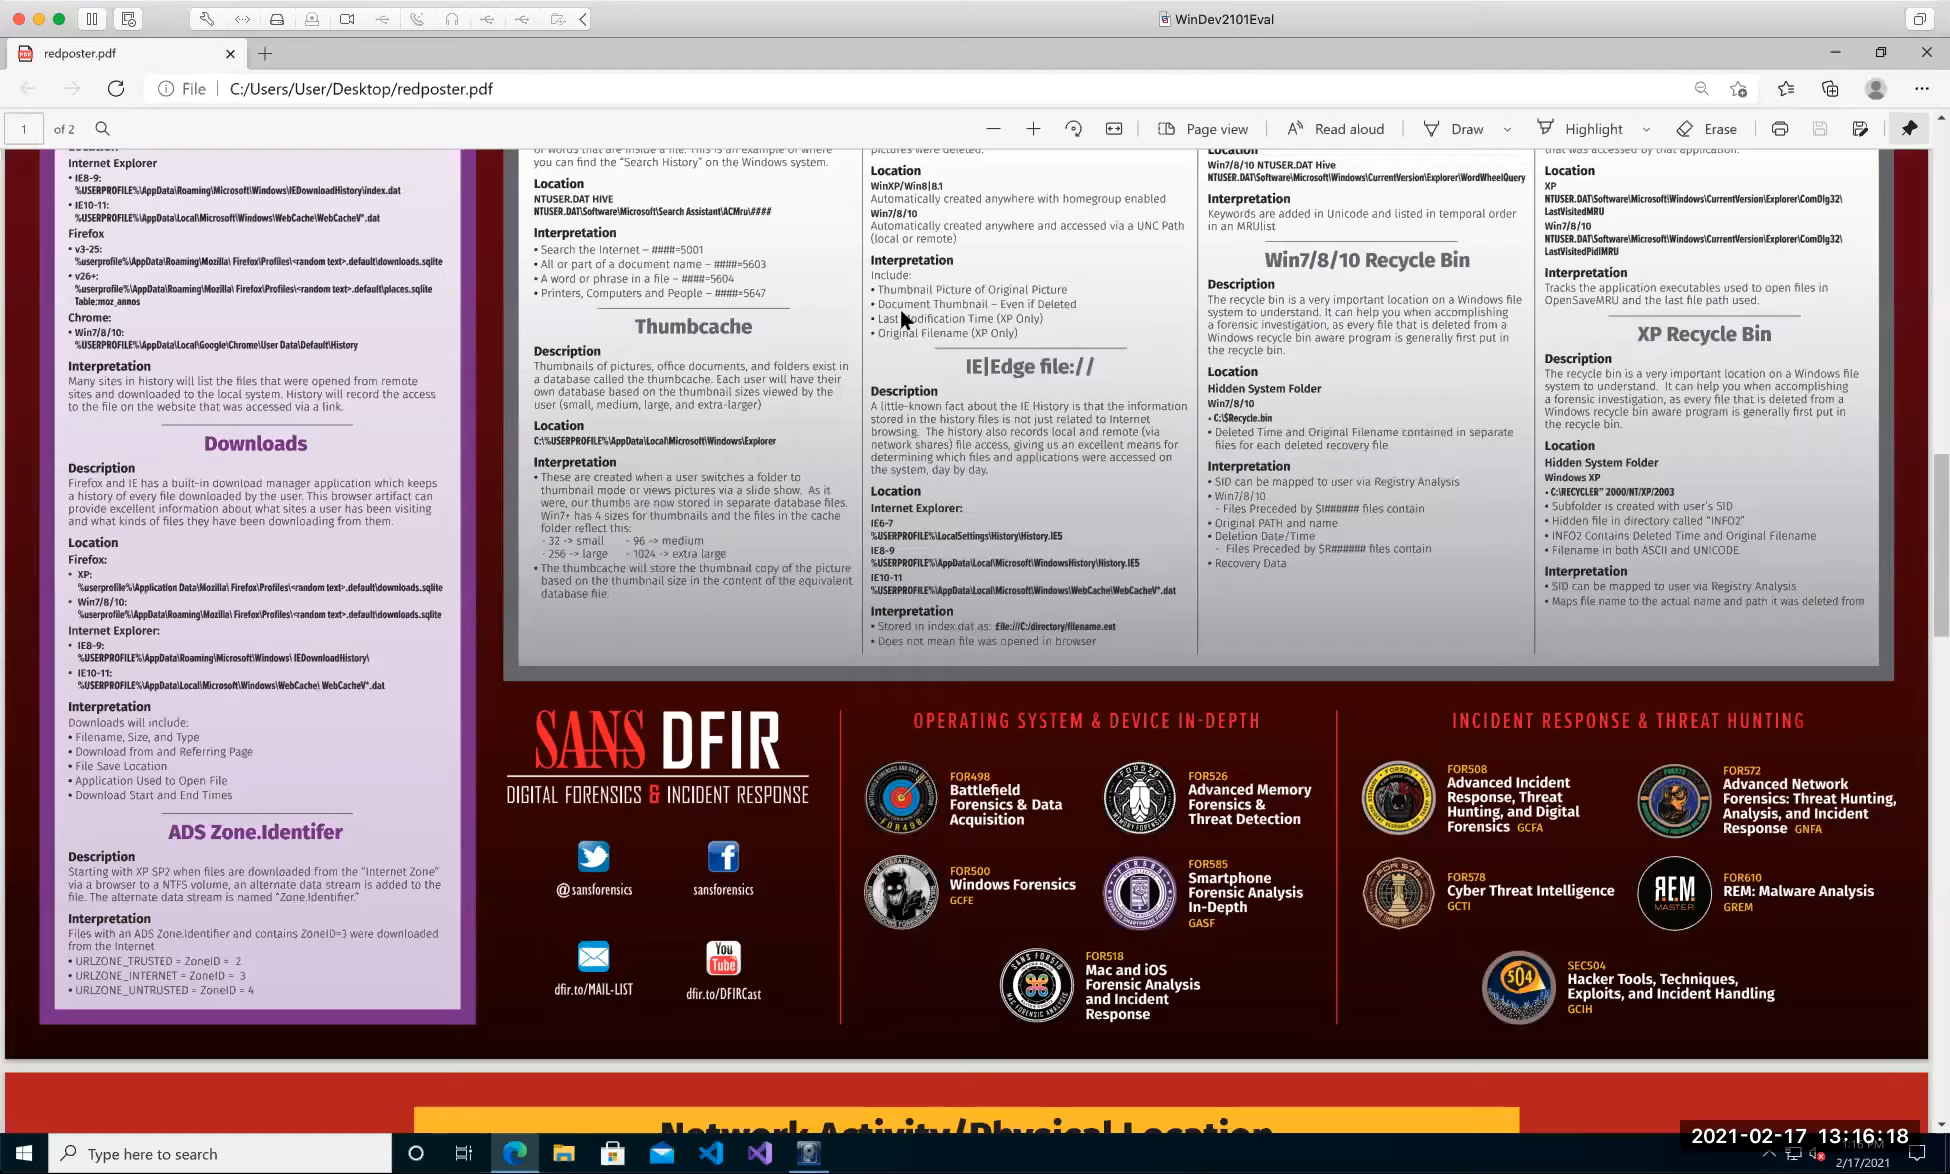 WinDev2101Eval
redposter.pdf
File
C:/Users/User/Desktop/redposter.pdf
1
of 2
Page view
Read aloud
Draw
Highlight
Erase
Internet Explorer
• IE8-9:
%USERPROFILE%\AppData\Roaming\Microsoft\Windows\IEDownloadHistory\index.dat
• IE10-11:
%USERPROFILE%\AppData\Local\Microsoft\Windows\WebCache\WebCacheV*.dat
Firefox
• v3-25:
%userprofile%\AppData\Roaming\Mozilla\ Firefox\Profiles\<random text>.default\downloads.sqlite
• v26+:
%userprofile%\AppData\Roaming\Mozilla\ Firefox\Profiles\<random text>.default\places.sqlite
Table:moz_annos
Chrome:
• Win7/8/10:
%USERPROFILE%\AppData\Local\Google\Chrome\User Data\Default\History
Interpretation
Many sites in history will list the files that were opened from remote
sites and downloaded to the local system. History will record the access
to the file on the website that was accessed via a link.
Downloads
Description
Firefox and IE has a built-in download manager application which keeps
a history of every file downloaded by the user. This browser artifact can
provide excellent information about what sites a user has been visiting
and what kinds of files they have been downloading from them.
Location
Firefox:
• XP:
%userprofile%\Application Data\Mozilla\ Firefox\Profiles\<random text>.default\downloads.sqlite
• Win7/8/10:
%userprofile%\AppData\Roaming\Mozilla\ Firefox\Profiles\<random text>.default\downloads.sqlite
Internet Explorer:
• IE8-9:
%USERPROFILE%\AppData\Roaming\Microsoft\Windows\ IEDownloadHistory\
• IE10-11:
%USERPROFILE%\AppData\Local\Microsoft\Windows\WebCache\ WebCacheV*.dat
Interpretation
Downloads will include:
• Filename, Size, and Type
• Download from and Referring Page
• File Save Location
• Application Used to Open File
• Download Start and End Times
ADS Zone.Identifer
Description
Starting with XP SP2 when files are downloaded from the “Internet Zone”
via a browser to a NTFS volume, an alternate data stream is added to the
file. The alternate data stream is named “Zone.Identifier.”
Interpretation
Files with an ADS Zone.Identifier and contains ZoneID=3 were downloaded
from the Internet
• URLZONE_TRUSTED = ZoneID = 2
• URLZONE_INTERNET = ZoneID = 3
• URLZONE_UNTRUSTED = ZoneID = 4
of words that are inside a file. This is an example of where
you can find the “Search History” on the Windows system.
Location
NTUSER.DAT HIVE
NTUSER.DAT\Software\Microsoft\Search Assistant\ACMru\####
Interpretation
• Search the Internet – ####=5001
• All or part of a document name – ####=5603
• A word or phrase in a file – ####=5604
• Printers, Computers and People – ####=5647
Thumbcache
Description
Thumbnails of pictures, office documents, and folders exist in
a database called the thumbcache. Each user will have their
own database based on the thumbnail sizes viewed by the
user (small, medium, large, and extra-larger)
Location
C:\%USERPROFILE%\AppData\Local\Microsoft\Windows\Explorer
Interpretation
• These are created when a user switches a folder to
thumbnail mode or views pictures via a slide show. As it
were, our thumbs are now stored in separate database files.
Win7+ has 4 sizes for thumbnails and the files in the cache
folder reflect this:
- 32 -> small - 96 -> medium
- 256 -> large - 1024 -> extra large
• The thumbcache will store the thumbnail copy of the picture
based on the thumbnail size in the content of the equivalent
database file.
pictures were deleted.
Location
WinXP/Win8|8.1
Automatically created anywhere with homegroup enabled
Win7/8/10
Automatically created anywhere and accessed via a UNC Path
(local or remote)
Interpretation
Include:
• Thumbnail Picture of Original Picture
• Document Thumbnail – Even if Deleted
• Last Modification Time (XP Only)
• Original Filename (XP Only)
IE|Edge file://
Description
A little-known fact about the IE History is that the information
stored in the history files is not just related to Internet
browsing. The history also records local and remote (via
network shares) file access, giving us an excellent means for
determining which files and applications were accessed on
the system, day by day.
Location
Internet Explorer:
IE6-7
%USERPROFILE%\LocalSettings\History\History.IE5
IE8-9
%USERPROFILE%\AppData\Local\Microsoft\WindowsHistory\History.IE5
IE10-11
%USERPROFILE%\AppData\Local\Microsoft\Windows\WebCache\WebCacheV*.dat
Interpretation
• Stored in index.dat as: file:///C:/directory/filename.ext
• Does not mean file was opened in browser
Location
Win7/8/10 NTUSER.DAT Hive
NTUSER.DAT\Software\Microsoft\Windows\CurrentVersion\Explorer\WordWheelQuery
Interpretation
Keywords are added in Unicode and listed in temporal order
in an MRUlist
Win7/8/10 Recycle Bin
Description
The recycle bin is a very important location on a Windows file
system to understand. It can help you when accomplishing
a forensic investigation, as every file that is deleted from a
Windows recycle bin aware program is generally first put in
the recycle bin.
Location
Hidden System Folder
Win7/8/10
• C:\$Recycle.bin
• Deleted Time and Original Filename contained in separate
files for each deleted recovery file
Interpretation
• SID can be mapped to user via Registry Analysis
• Win7/8/10
- Files Preceded by $I###### files contain
• Original PATH and name
• Deletion Date/Time
- Files Preceded by $R###### files contain
• Recovery Data
that was accessed by that application.
Location
XP
NTUSER.DAT\Software\Microsoft\Windows\CurrentVersion\Explorer\ComDlg32\
LastVisitedMRU
Win7/8/10
NTUSER.DAT\Software\Microsoft\Windows\CurrentVersion\Explorer\ComDlg32\
LastVisitedPidlMRU
Interpretation
Tracks the application executables used to open files in
OpenSaveMRU and the last file path used.
XP Recycle Bin
Description
The recycle bin is a very important location on a Windows file
system to understand. It can help you when accomplishing
a forensic investigation, as every file that is deleted from a
Windows recycle bin aware program is generally first put in
the recycle bin.
Location
Hidden System Folder
Windows XP
• C:\RECYCLER” 2000/NT/XP/2003
• Subfolder is created with user’s SID
• Hidden file in directory called “INFO2”
• INFO2 Contains Deleted Time and Original Filename
• Filename in both ASCII and UNICODE
Interpretation
• SID can be mapped to user via Registry Analysis
• Maps file name to the actual name and path it was deleted from
SANS DFIR
DIGITAL FORENSICS & INCIDENT RESPONSE
@sansforensics
sansforensics
dfir.to/MAIL-LIST
You
Tube
dfir.to/DFIRCast
OPERATING SYSTEM & DEVICE IN-DEPTH
FOR498
Battlefield
Forensics & Data
Acquisition
FOR526
Advanced Memory
Forensics &
Threat Detection
FOR500
Windows Forensics
GCFE
FOR585
Smartphone
Forensic Analysis
In-Depth
GASF
FOR518
Mac and iOS
Forensic Analysis
and Incident
Response
INCIDENT RESPONSE & THREAT HUNTING
FOR508
Advanced Incident
Response, Threat
Hunting, and Digital
Forensics GCFA
FOR572
Advanced Network
Forensics: Threat Hunting,
Analysis, and Incident
Response GNFA
FOR578
Cyber Threat Intelligence
GCTI
REM
MASTER
FOR610
REM: Malware Analysis
GREM
504
SEC504
Hacker Tools, Techniques,
Exploits, and Incident Handling
GCIH
Network Activity/Physical Location
Type here to search
2021-02-17 13:16:18
2/17/2021